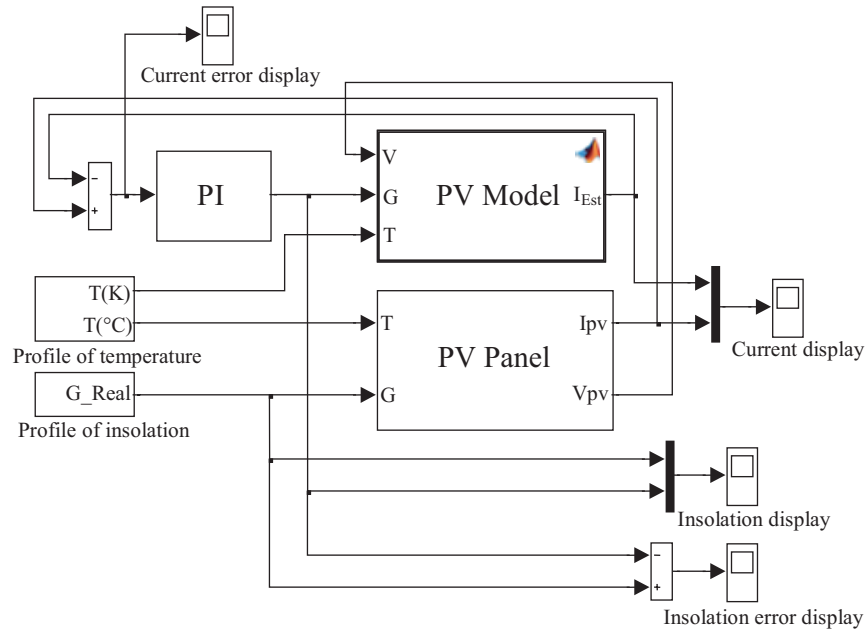 Current error display
V
−
PI
G
PV Model
I_Est
+
T
T(K)
T(°C)
T
Ipv
Profile of temperature
PV Panel
Current display
G_Real
G
Vpv
Profile of insolation
Insolation display
−
+
Insolation error display